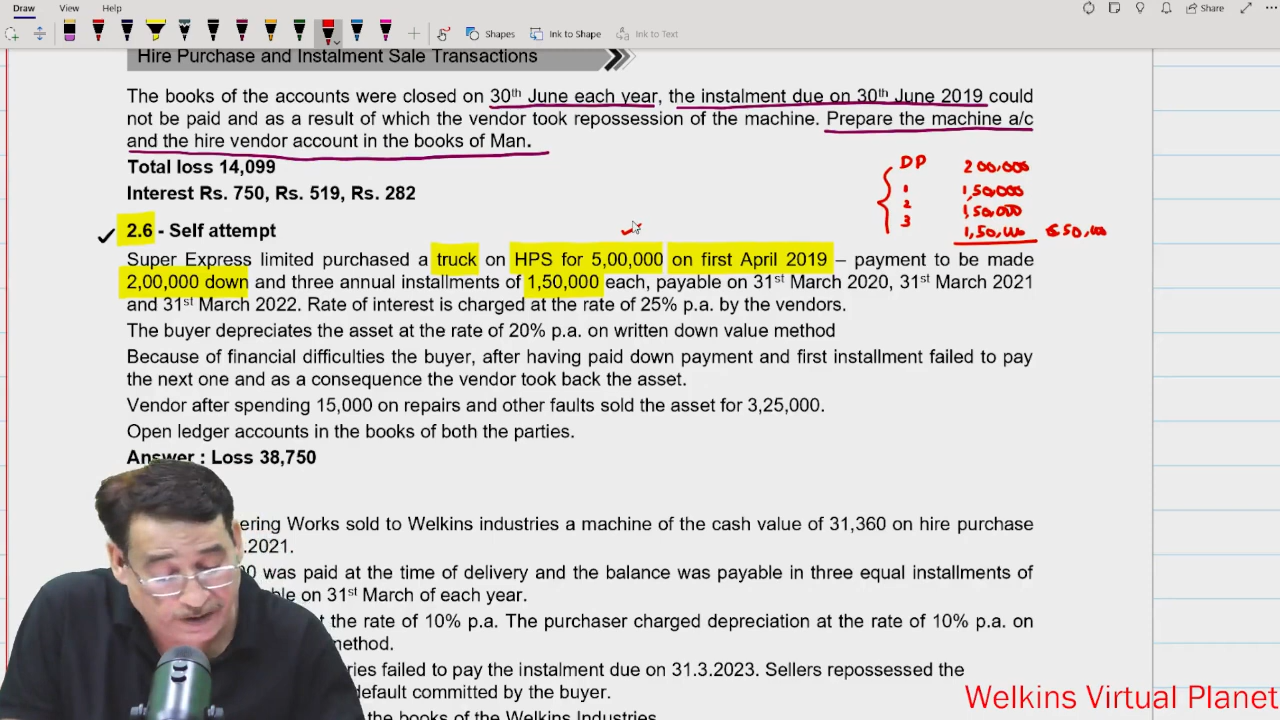 Draw View Help
Share
Shapes Ink to Shape Ink to Text
Hire Purchase and Instalment Sale Transactions
The books of the accounts were closed on 30th June each year, the instalment due on 30th June 2019 could
not be paid and as a result of which the vendor took repossession of the machine. Prepare the machine a/c
and the hire vendor account in the books of Man.
Total loss 14,099
Interest Rs. 750, Rs. 519, Rs. 282
DP 200,000
1 1,50,000
2 1,50,000
3 1,50,000 650,000
2.6 - Self attempt
Super Express limited purchased a truck on HPS for 5,00,000 on first April 2019 – payment to be made
2,00,000 down and three annual installments of 1,50,000 each, payable on 31st March 2020, 31st March 2021
and 31st March 2022. Rate of interest is charged at the rate of 25% p.a. by the vendors.
The buyer depreciates the asset at the rate of 20% p.a. on written down value method
Because of financial difficulties the buyer, after having paid down payment and first installment failed to pay
the next one and as a consequence the vendor took back the asset.
Vendor after spending 15,000 on repairs and other faults sold the asset for 3,25,000.
Open ledger accounts in the books of both the parties.
Answer : Loss 38,750
ering Works sold to Welkins industries a machine of the cash value of 31,360 on hire purchase
.2021.
0 was paid at the time of delivery and the balance was payable in three equal installments of
ble on 31st March of each year.
t the rate of 10% p.a. The purchaser charged depreciation at the rate of 10% p.a. on
method.
ries failed to pay the instalment due on 31.3.2023. Sellers repossessed the
default committed by the buyer.
the books of the Welkins Industries.
Welkins Virtual Planet